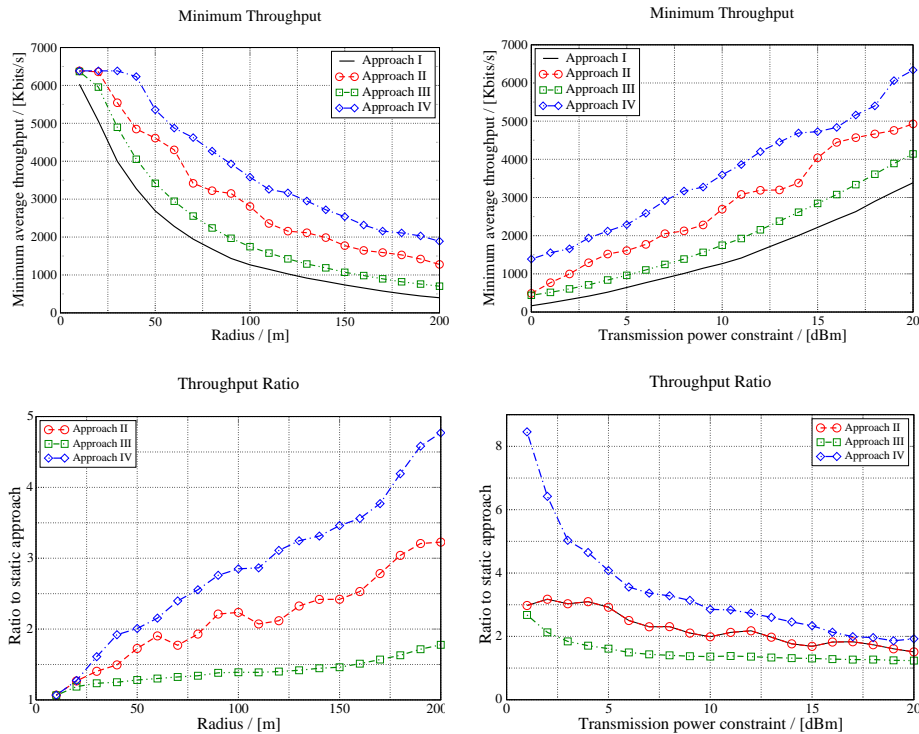 Minimum Throughput
Minimum average throughput / [Kbits/s]
7000
6000
5000
4000
3000
2000
1000
0
0
50
100
150
200
Radius / [m]
Approach I
Approach II
Approach III
Approach IV
Minimum Throughput
Minimum average throughput / [Kbits/s]
7000
6000
5000
4000
3000
2000
1000
0
0
5
10
15
20
Transmission power constraint / [dBm]
Approach I
Approach II
Approach III
Approach IV
Throughput Ratio
Ratio to static approach
5
4
3
2
1
0
50
100
150
200
Radius / [m]
Approach II
Approach III
Approach IV
Throughput Ratio
Ratio to static approach
8
6
4
2
0
0
5
10
15
20
Transmission power constraint / [dBm]
Approach II
Approach III
Approach IV